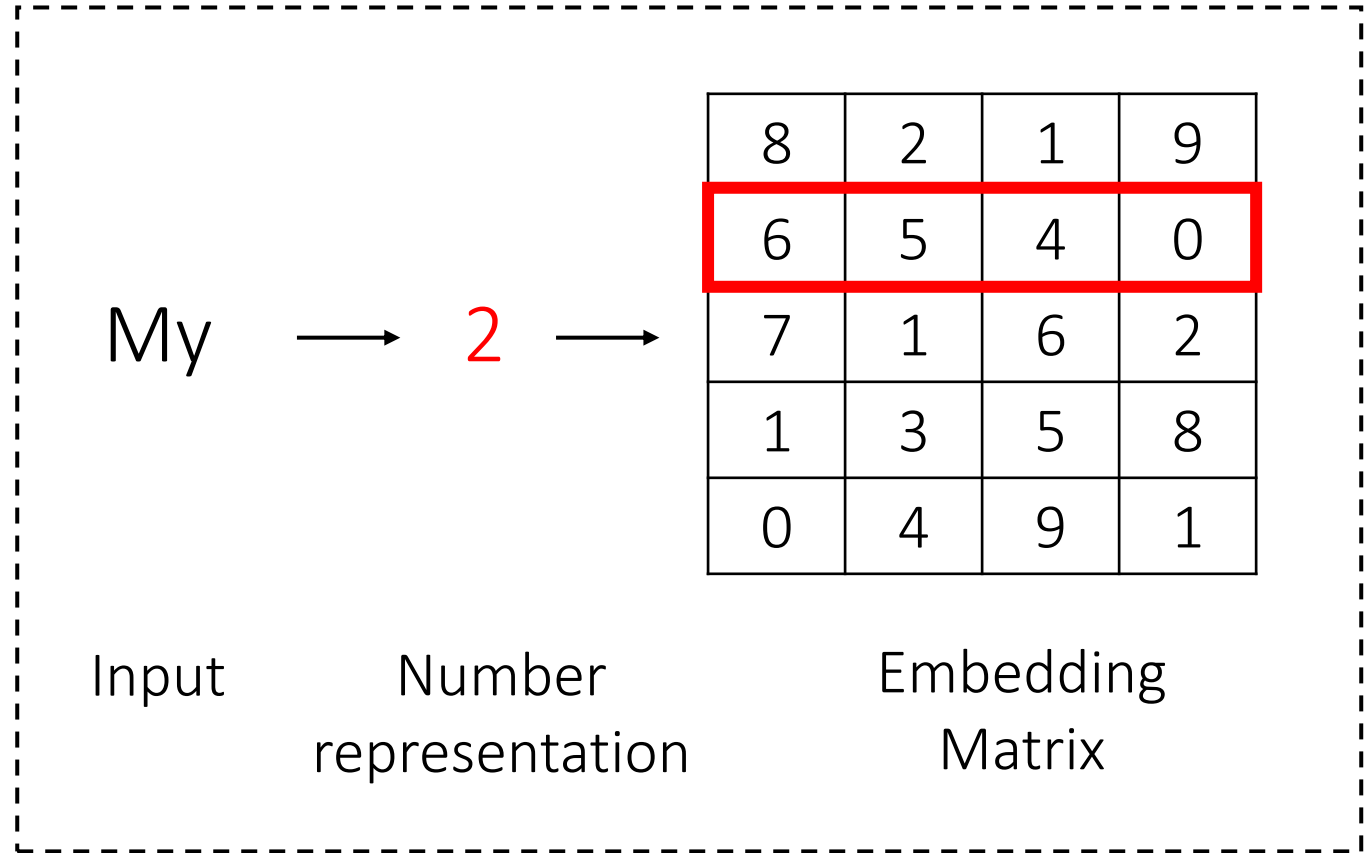 8 2 1 9
6 5 4 0
My 2 7 1 6 2
1 3 5 8
0 4 9 1
Input Number Embedding
representation Matrix